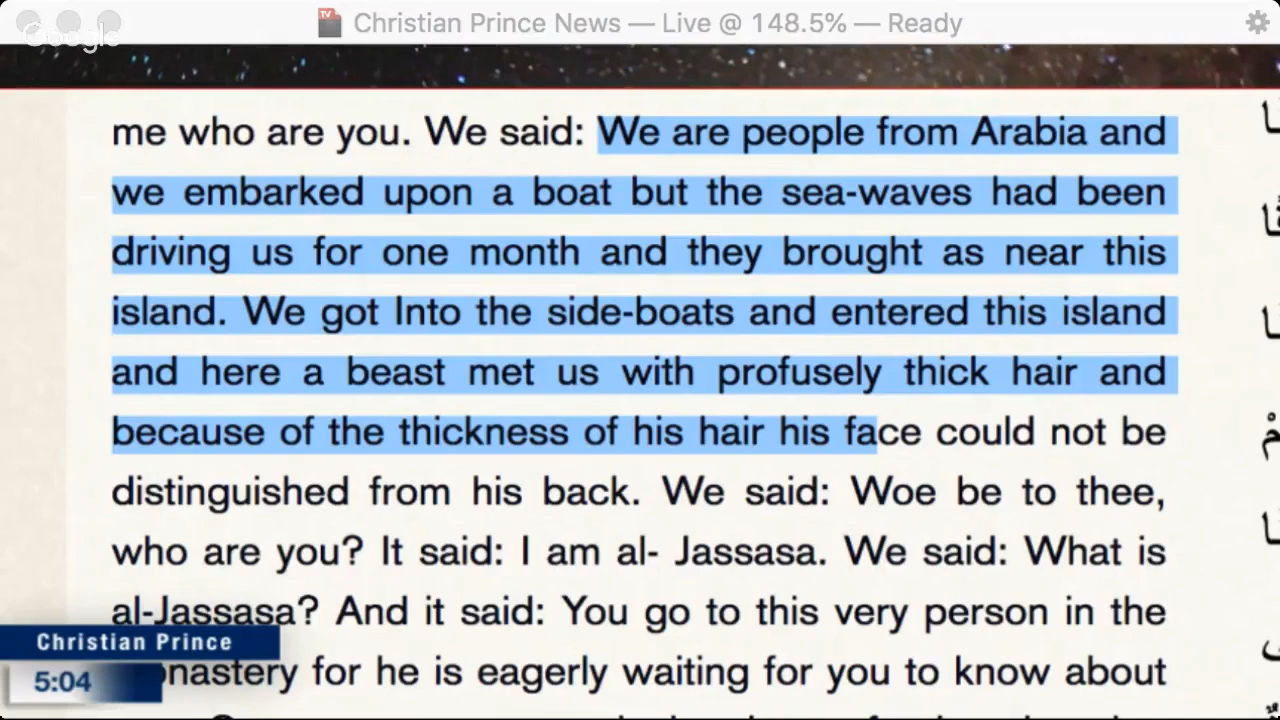 Christian Prince News — Live @ 148.5% — Ready
Google
me who are you. We said: We are people from Arabia and
we embarked upon a boat but the sea-waves had been
driving us for one month and they brought as near this
island. We got Into the side-boats and entered this island
and here a beast met us with profusely thick hair and
because of the thickness of his hair his face could not be
distinguished from his back. We said: Woe be to thee,
who are you? It said: I am al- Jassasa. We said: What is
al-Jassasa? And it said: You go to this very person in the
for he is eagerly waiting for you to know about
Christian Prince
5:04